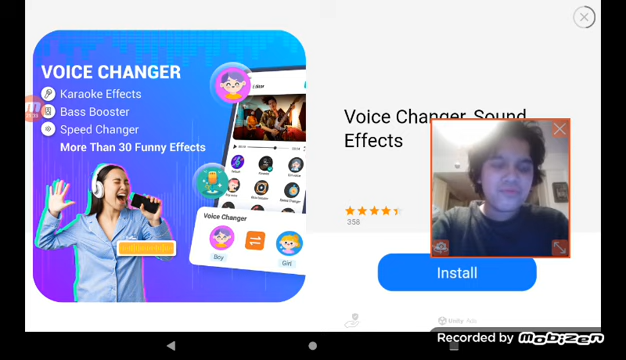 VOICE CHANGER
Karaoke Effects
Bass Booster
Speed Changer
More Than 30 Funny Effects
Voice Changer
Boy
Girl
Voice Changer, Sound
Effects
358
Install
Unity Ads
Recorded by MOBIZEN